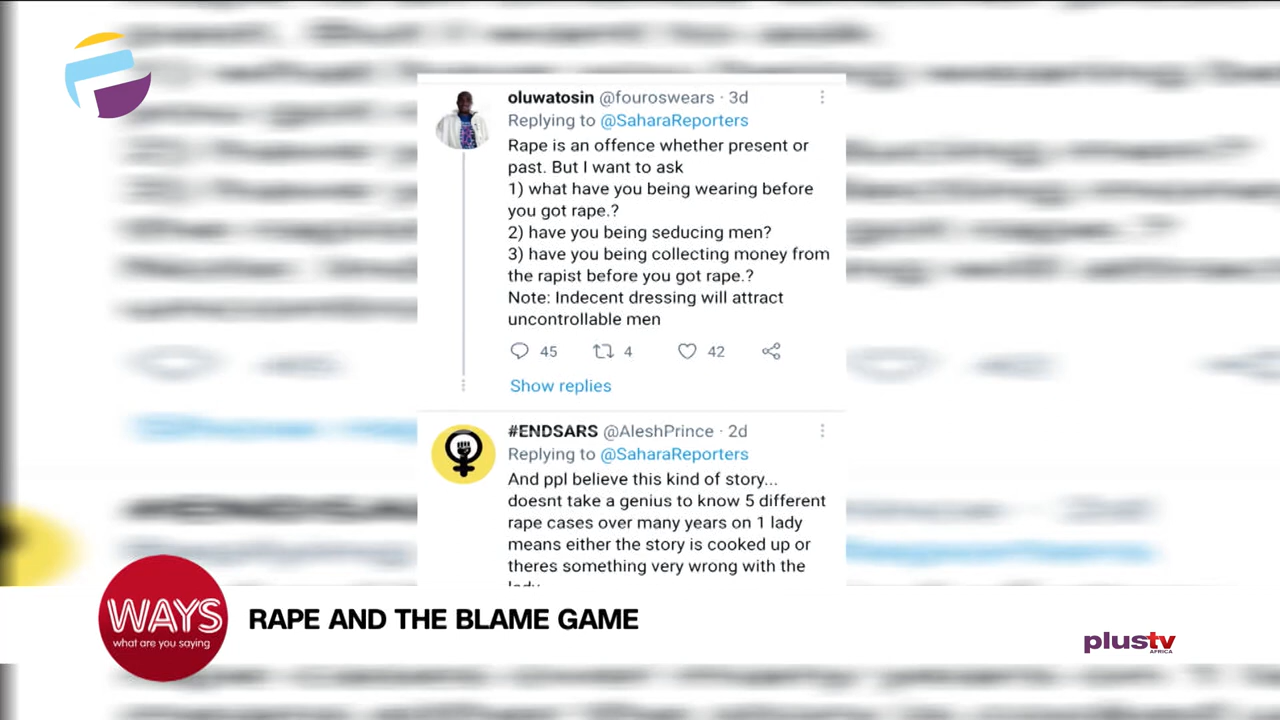 oluwatosin @fouroswears · 3d
Replying to @SaharaReporters
Rape is an offence whether present or
past. But I want to ask
1) what have you being wearing before
you got rape.?
2) have you being seducing men?
3) have you being collecting money from
the rapist before you got rape.?
Note: Indecent dressing will attract
uncontrollable men
45 4 42
Show replies
#ENDSARS @AleshPrince · 2d
Replying to @SaharaReporters
And ppl believe this kind of story...
doesnt take a genius to know 5 different
rape cases over many years on 1 lady
means either the story is cooked up or
theres something very wrong with the
WAYS
what are you saying
RAPE AND THE BLAME GAME
plustv
AFRICA